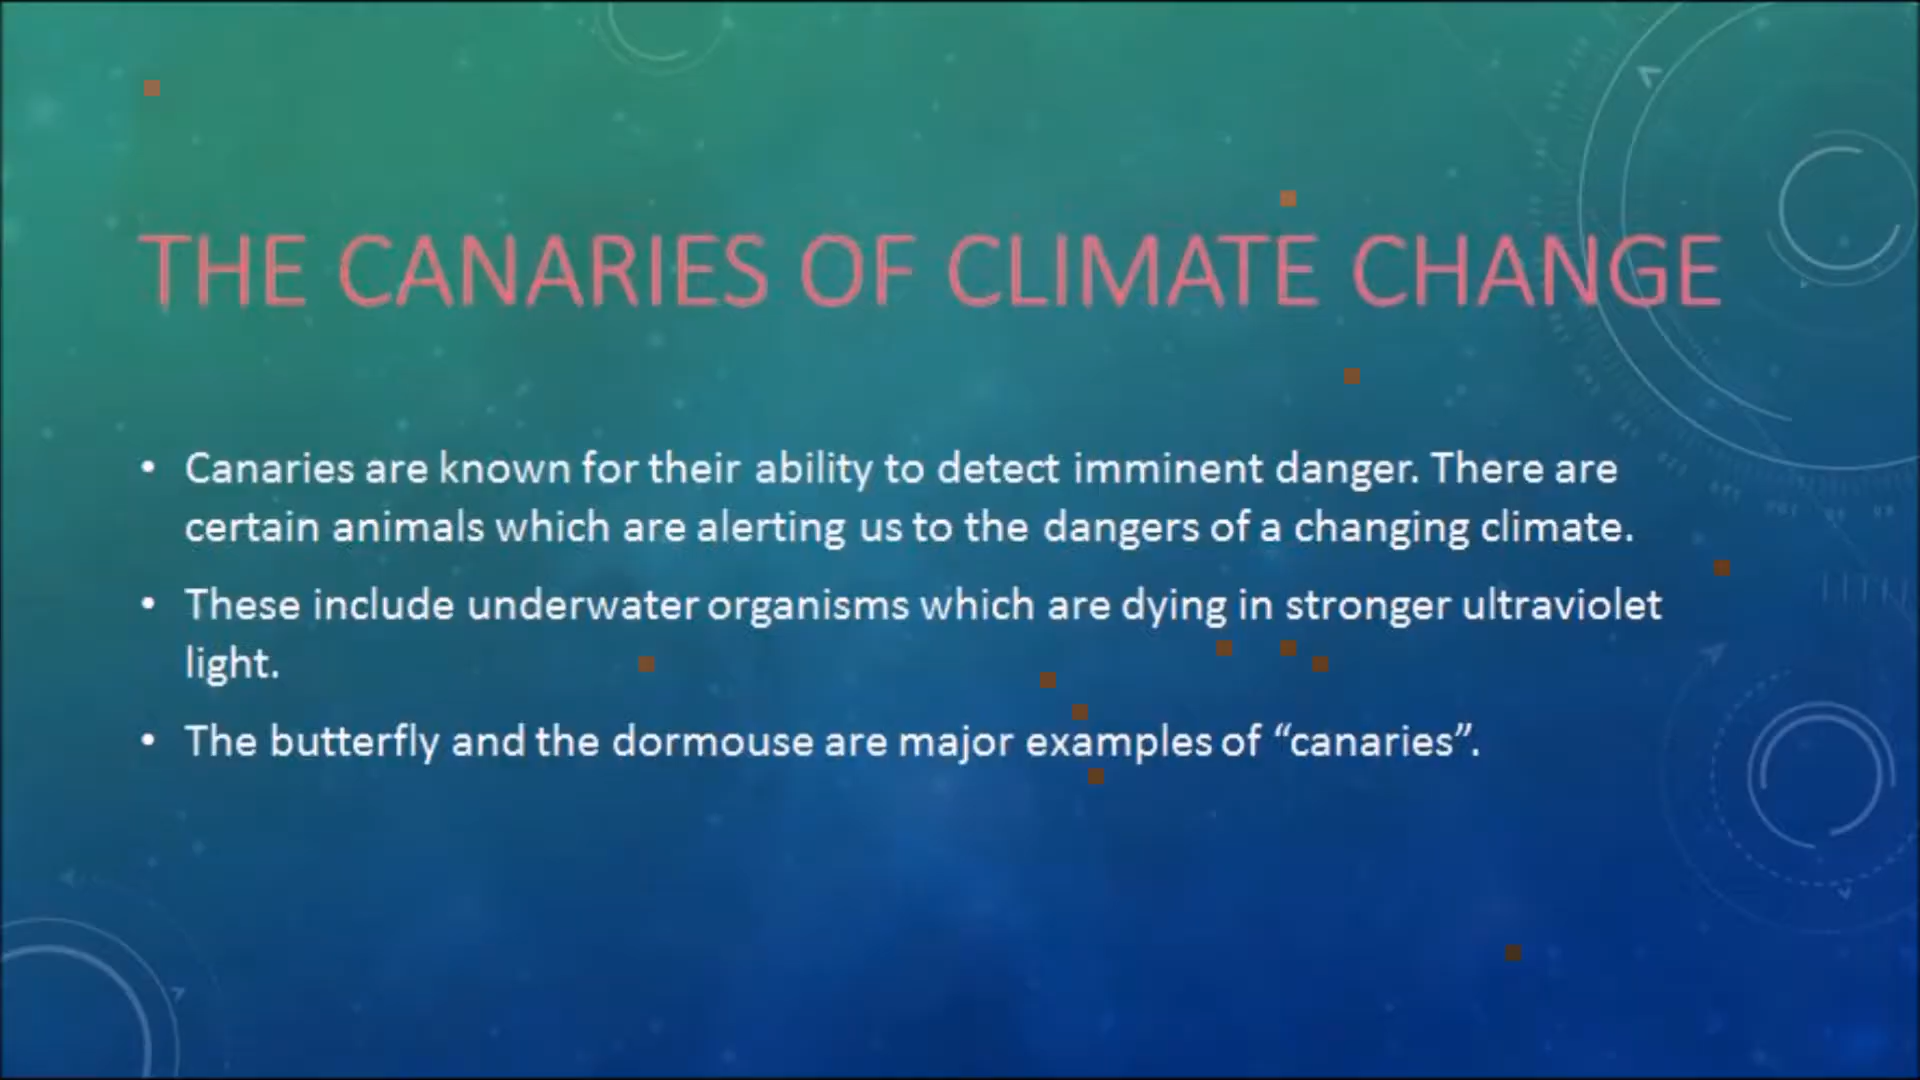 THE CANARIES OF CLIMATE CHANGE
• Canaries are known for their ability to detect imminent danger. There are
certain animals which are alerting us to the dangers of a changing climate.
• These include underwater organisms which are dying in stronger ultraviolet
light.
• The butterfly and the dormouse are major examples of “canaries”.